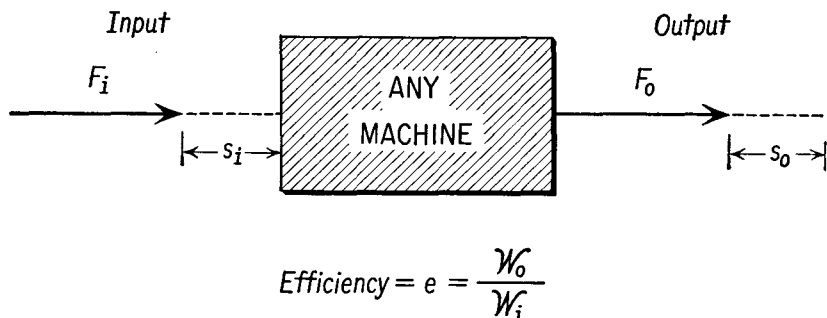 Input Output
F_i ANY F_o
MACHINE
s_i s_o
Efficiency = e = W_o / W_i